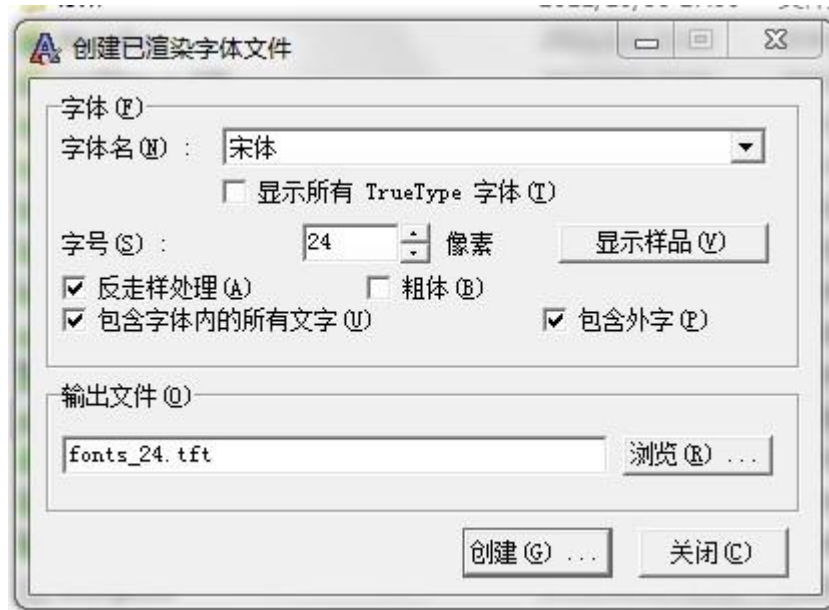 创建已渲染字体文件
字体(F)
字体名(N) : 宋体
显示所有 TrueType 字体(T)
字号(S) : 24 像素 显示样品(V)
反走样处理(A) 粗体(B)
包含字体内的所有文字(U) 包含外字(P)
输出文件(O)
fonts_24.tft 浏览(R) ...
创建(G) ... 关闭(C)